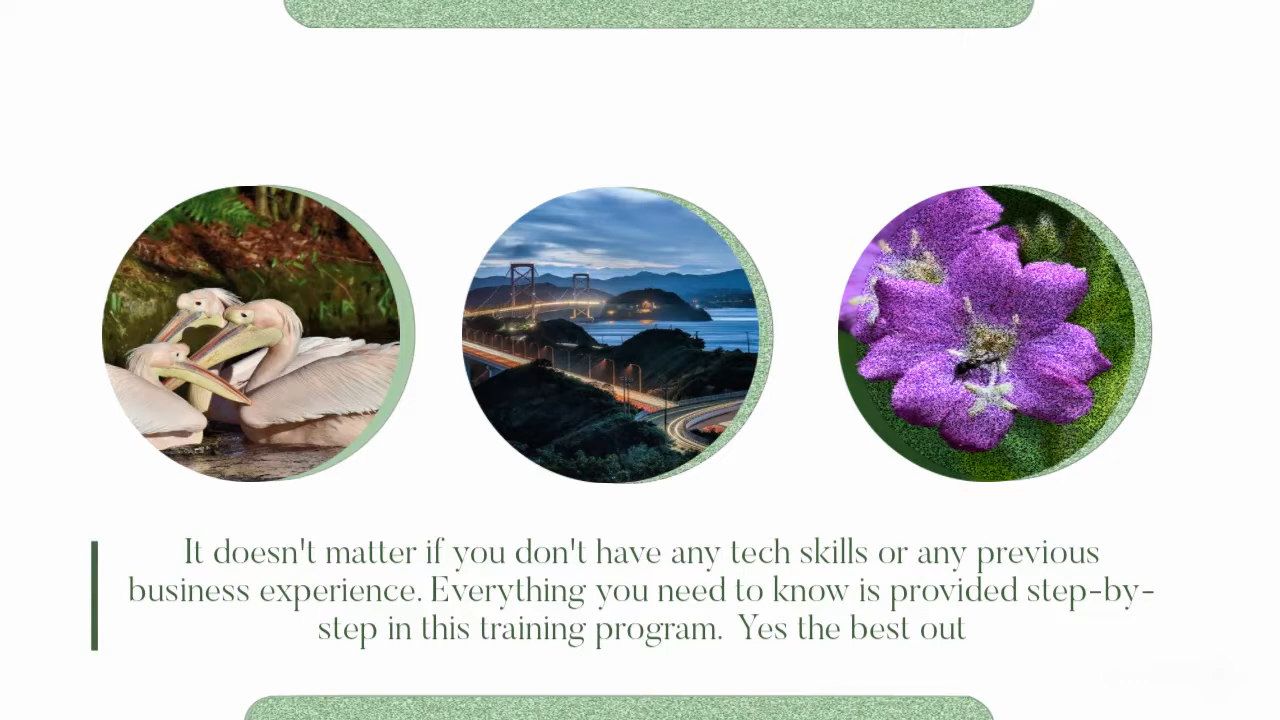 It doesn't matter if you don't have any tech skills or any previous
business experience. Everything you need to know is provided step-by-
step in this training program.  Yes the best out